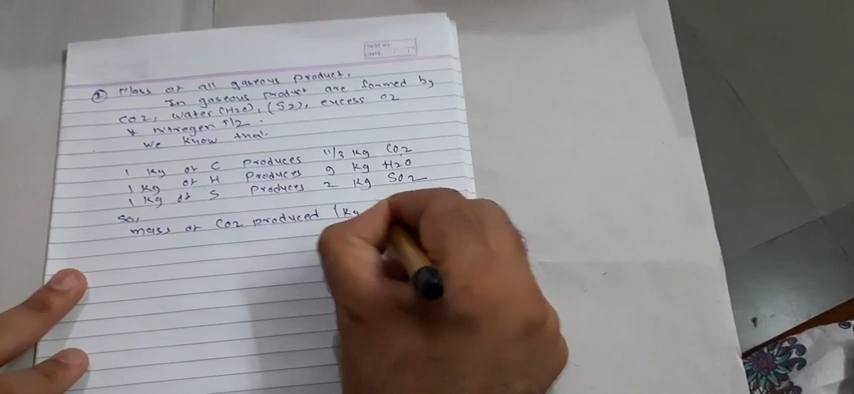 ② Mass of all gaseous product.
In gaseous product are formed by
CO2, water (H2O), (S2), excess O2
& nitrogen N2.
We know that.
1 kg of C produces 11/3 kg CO2
1 kg of H Produces 9 kg H2O
1 kg of S Produces 2 kg SO2
So,
mass of CO2 produced 1 kg